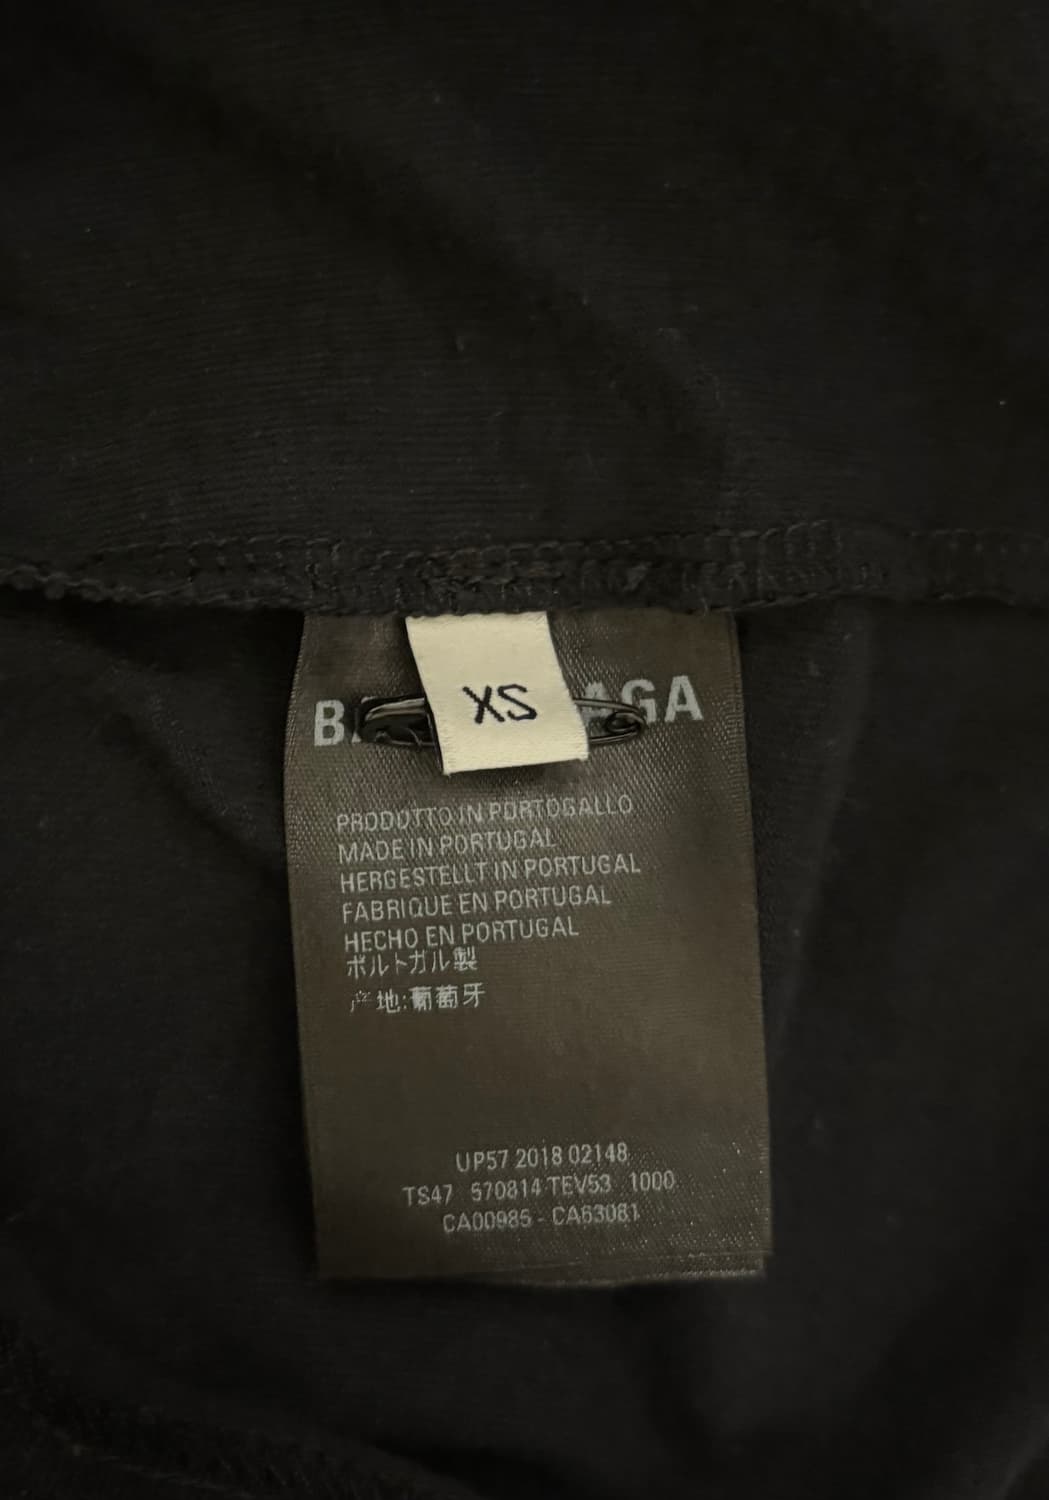 XS
PRODOTTO IN PORTOGALLO
MADE IN PORTUGAL
HERGESTELLT IN PORTUGAL
FABRIQUE EN PORTUGAL
HECHO EN PORTUGAL
ポルトガル製
产地:葡萄牙
UP57 2018 02148
TS47 570814 TEV53 1000
CA00985 - CA63081